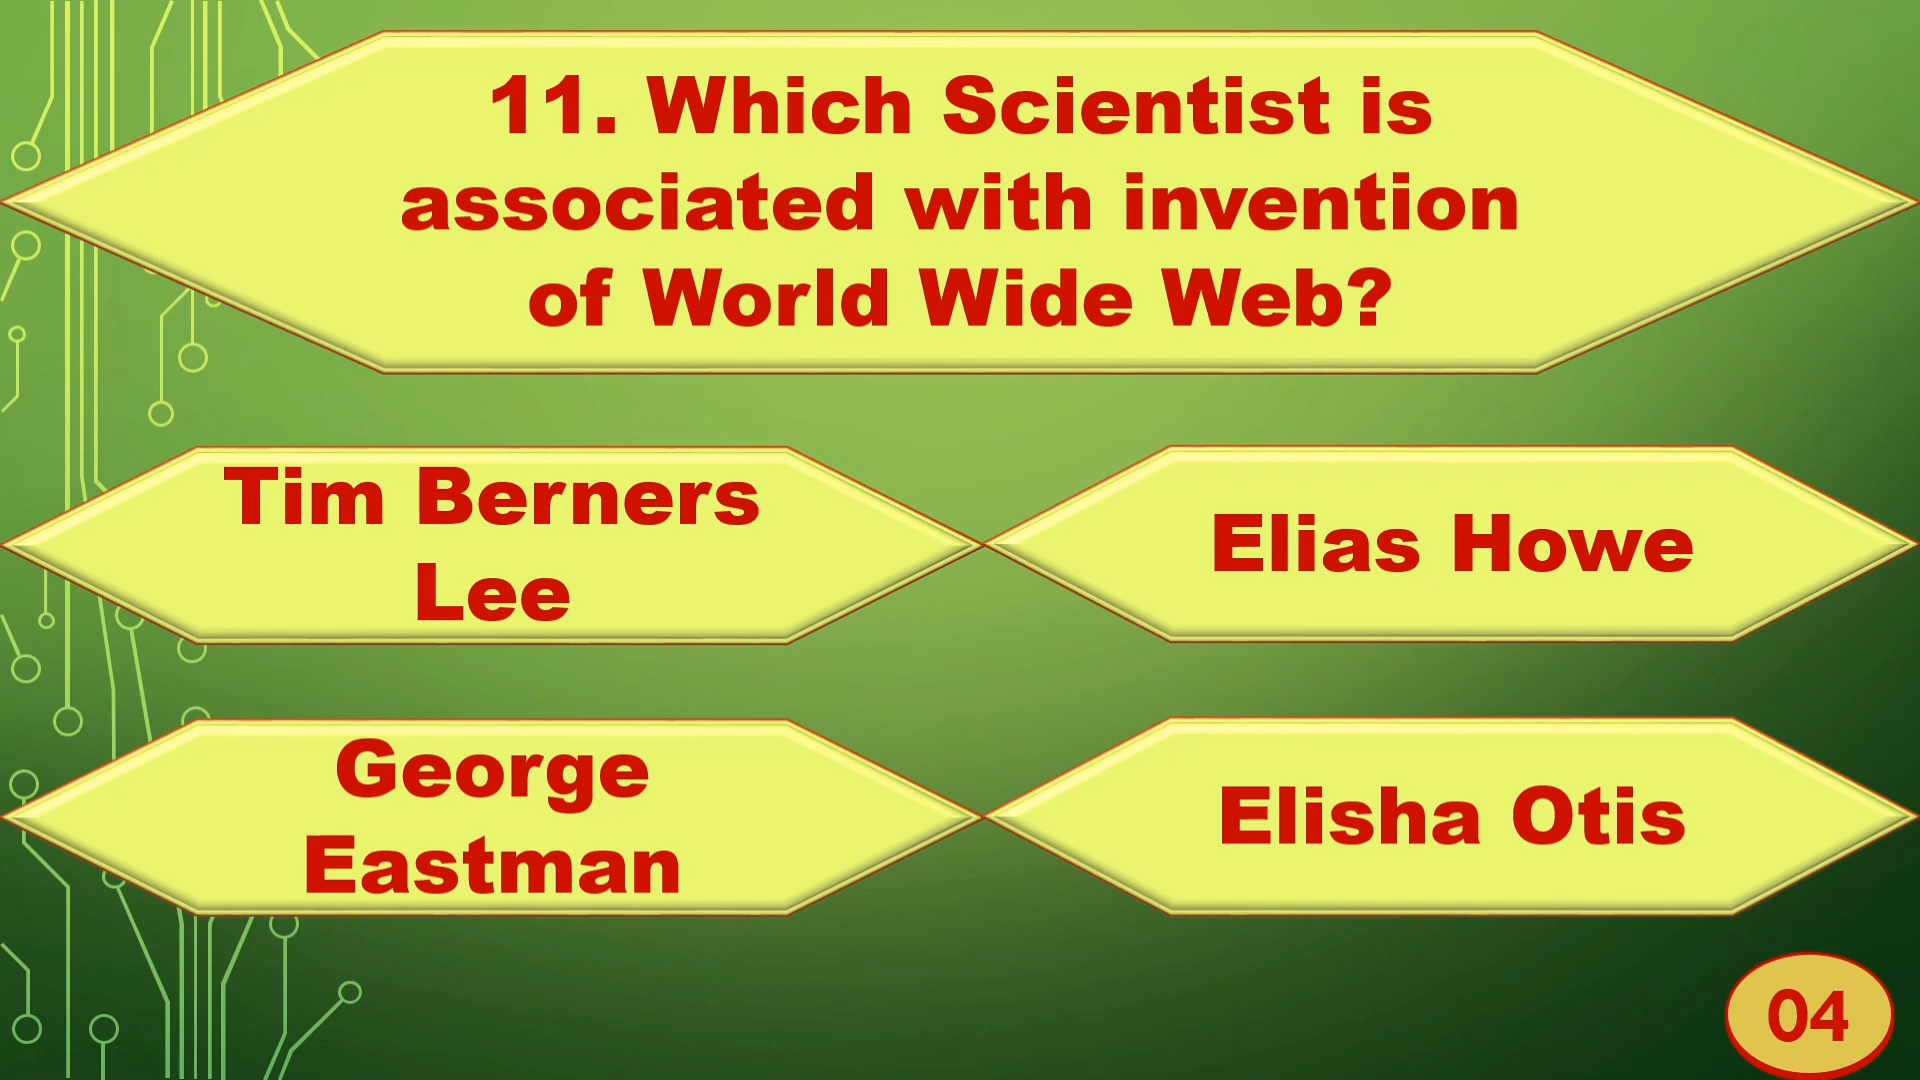 11. Which Scientist is
associated with invention
of World Wide Web?
Tim Berners
Lee
Elias Howe
George
Eastman
Elisha Otis
04